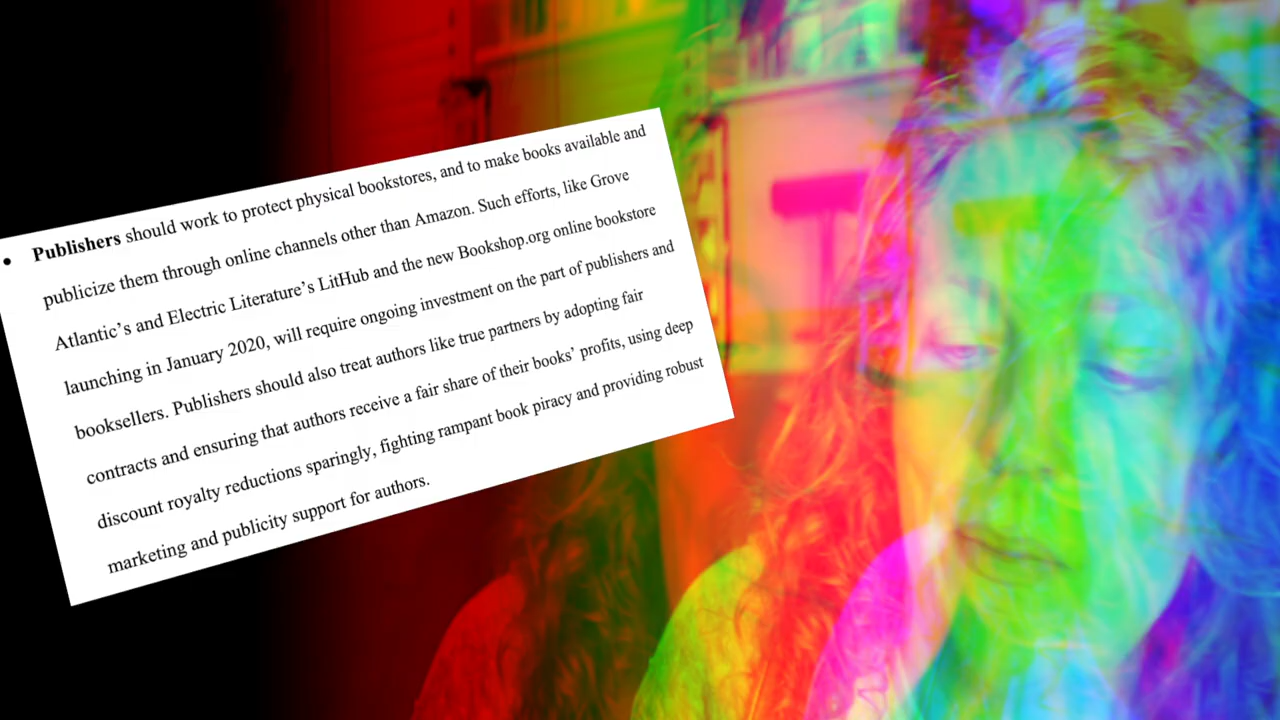 • Publishers should work to protect physical bookstores, and to make books available and
publicize them through online channels other than Amazon. Such efforts, like Grove
Atlantic’s and Electric Literature’s LitHub and the new Bookshop.org online bookstore
launching in January 2020, will require ongoing investment on the part of publishers and
booksellers. Publishers should also treat authors like true partners by adopting fair
contracts and ensuring that authors receive a fair share of their books’ profits, using deep
discount royalty reductions sparingly, fighting rampant book piracy and providing robust
marketing and publicity support for authors.